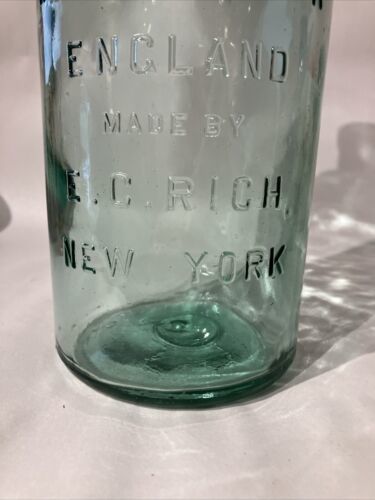 ENGLAND
MADE BY
E.C. RICH,
NEW YORK